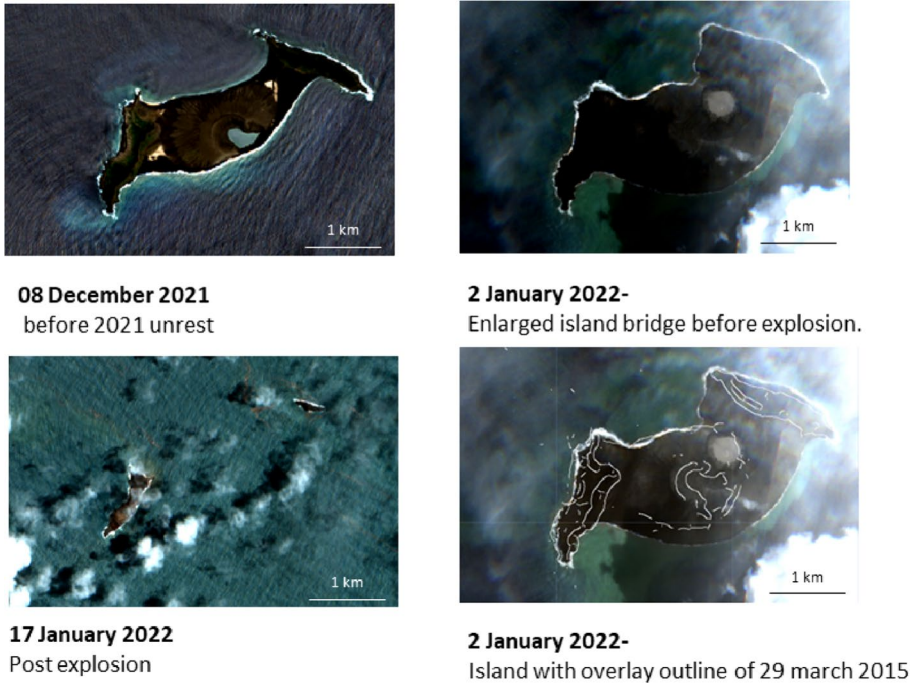 1 km
1 km
08 December 2021
before 2021 unrest
2 January 2022-
Enlarged island bridge before explosion.
1 km
1 km
17 January 2022
Post explosion
2 January 2022-
Island with overlay outline of 29 march 2015